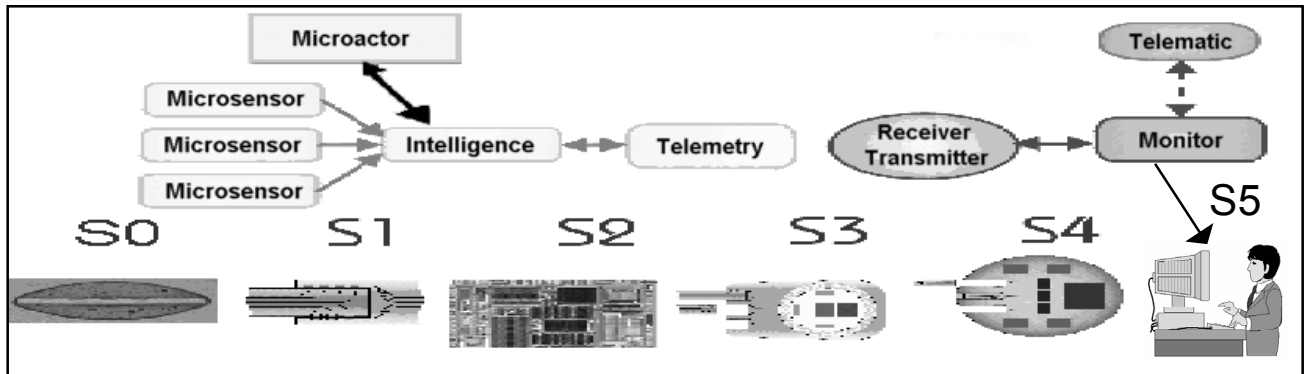 Microactor
Telematic
Microsensor
Microsensor
Intelligence
Telemetry
Receiver
Transmitter
Monitor
Microsensor
S0
S1
S2
S3
S4
S5